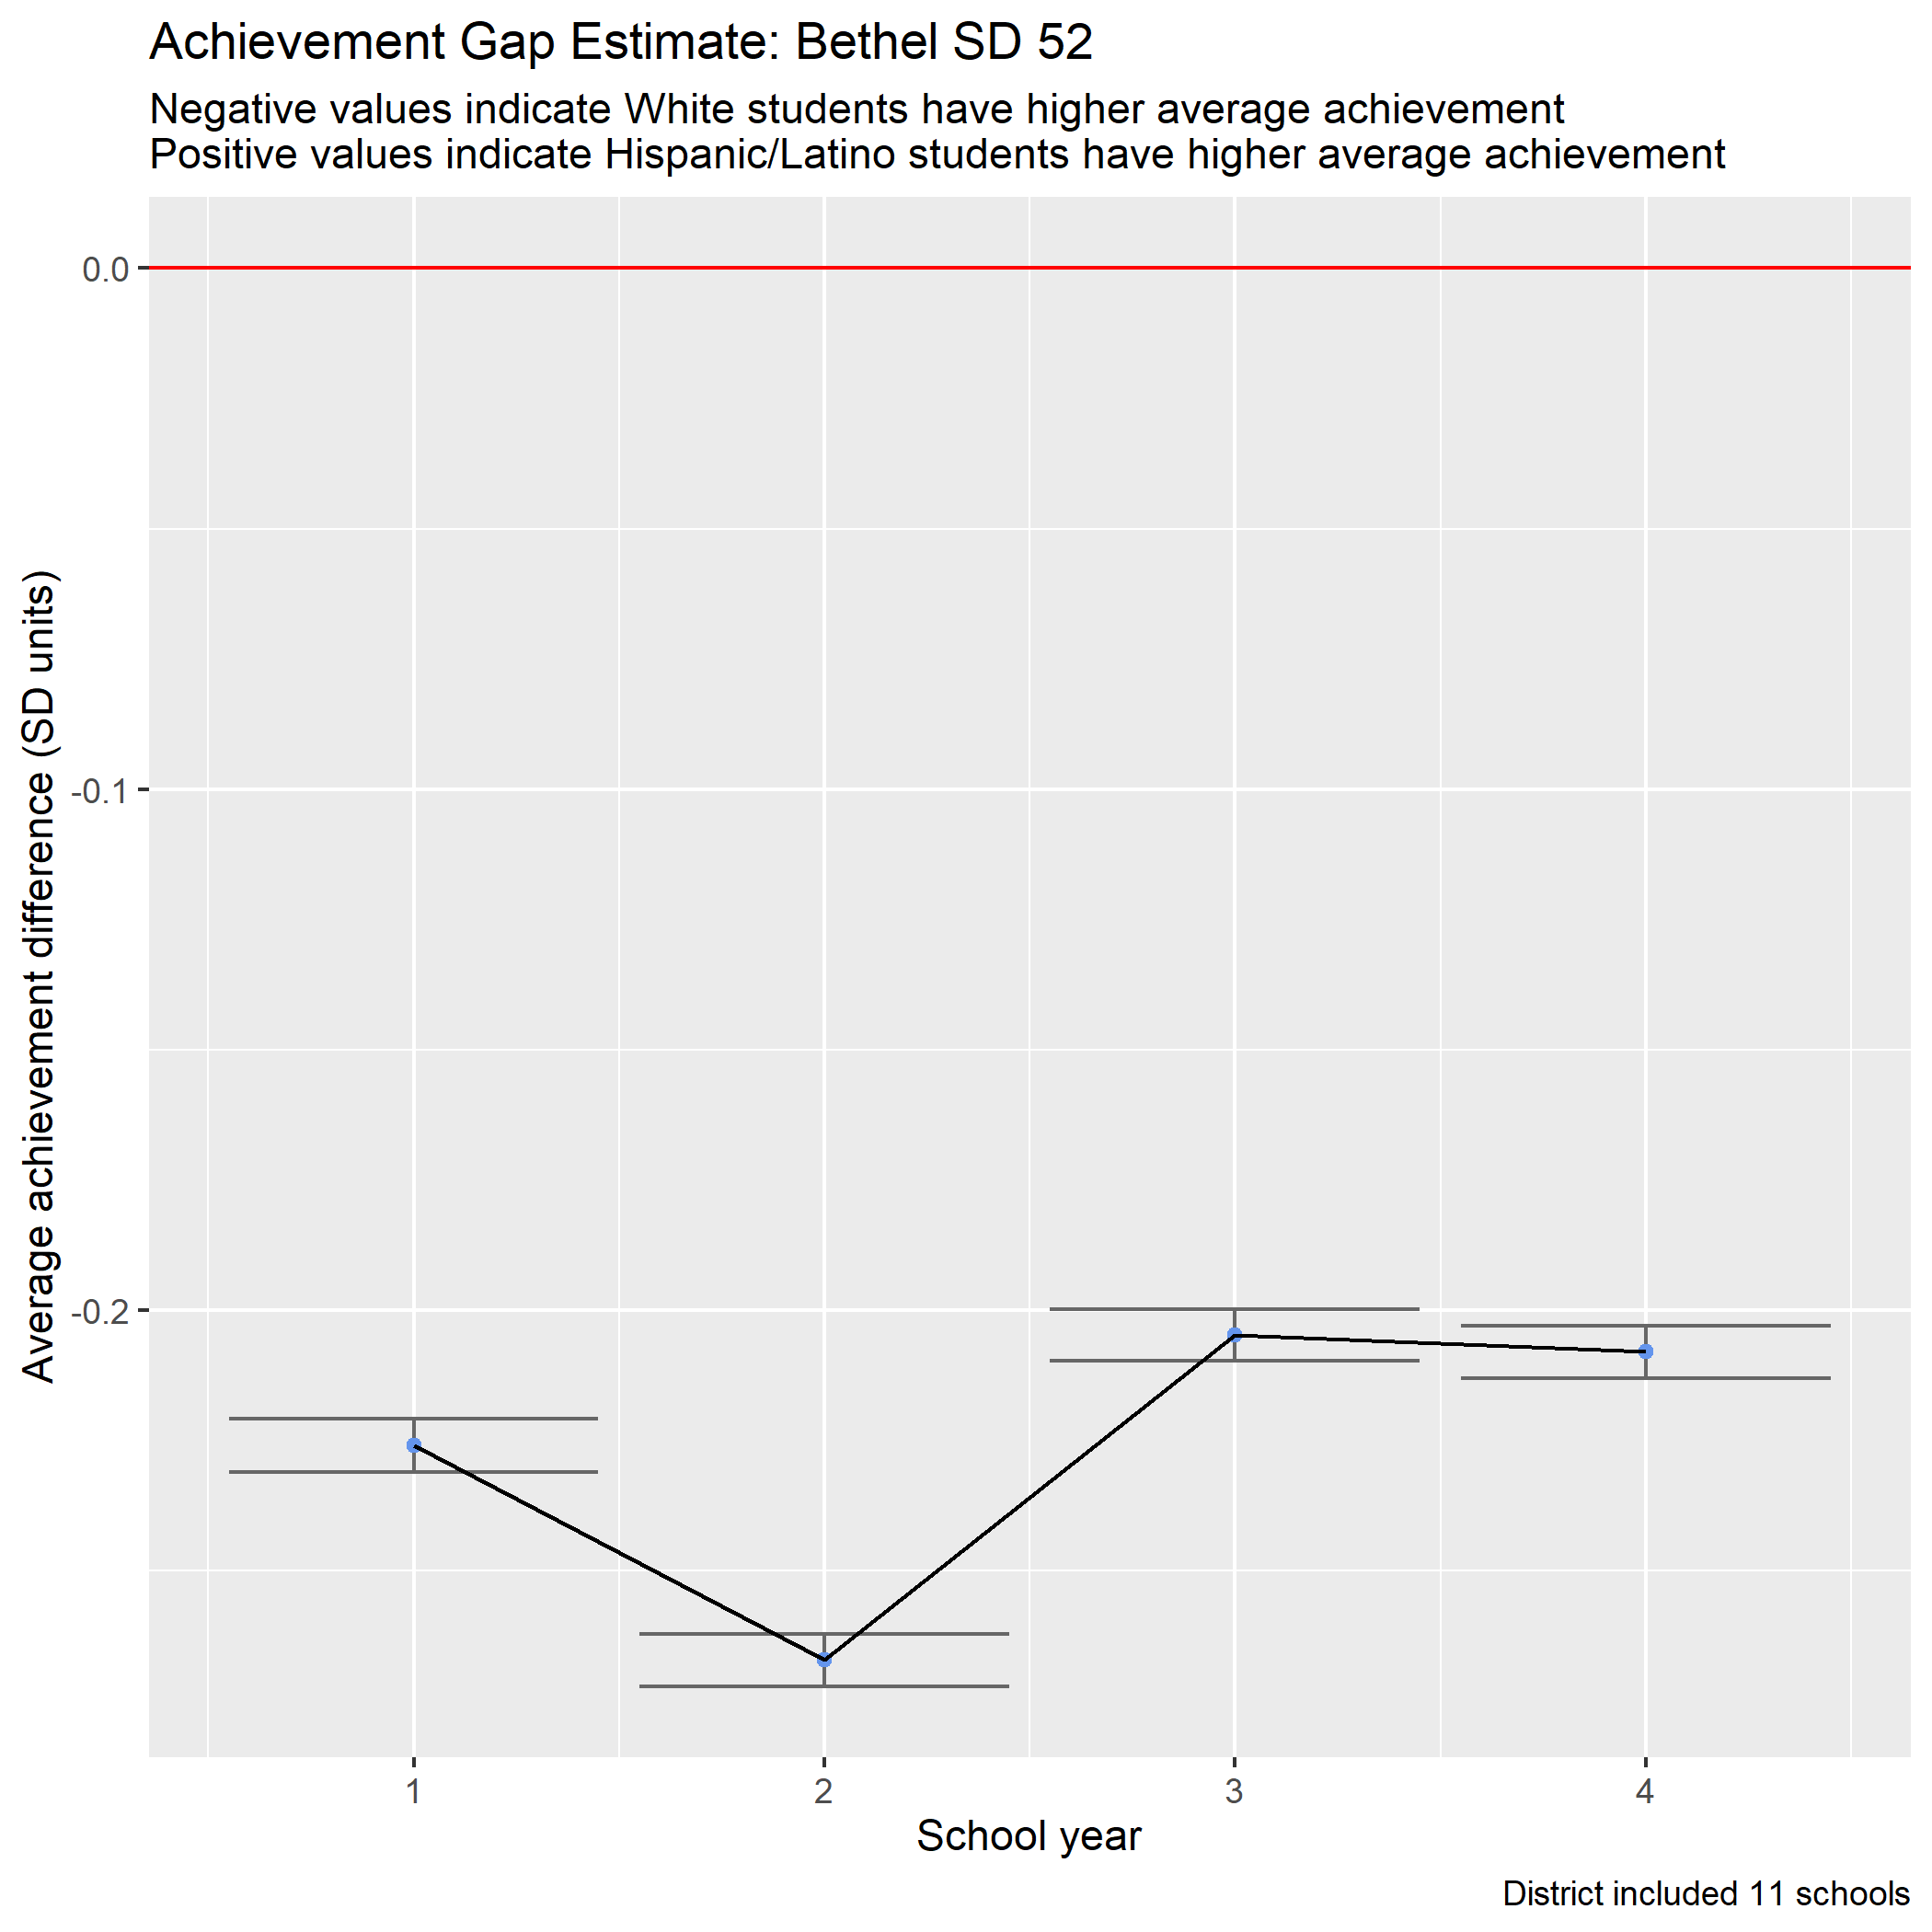 Achievement Gap Estimate: Bethel SD 52
Negative values indicate White students have higher average achievement
Positive values indicate Hispanic/Latino students have higher average achievement
Average achievement difference (SD units)
0.0
-0.1
-0.2
1
2
3
4
School year
District included 11 schools